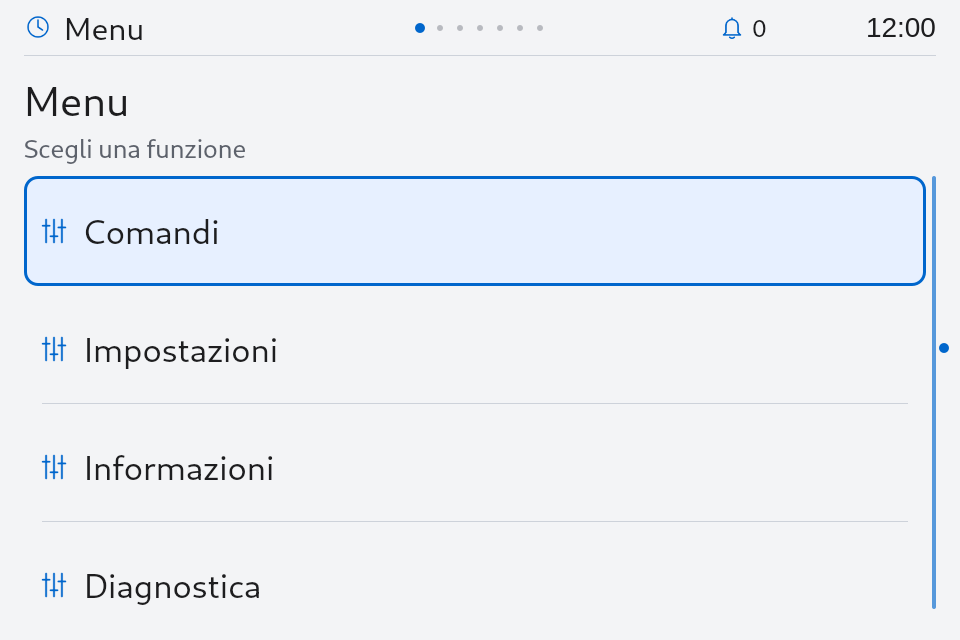 Menu
0
12:00
Menu
Scegli una funzione
Comandi
Impostazioni
Informazioni
Diagnostica